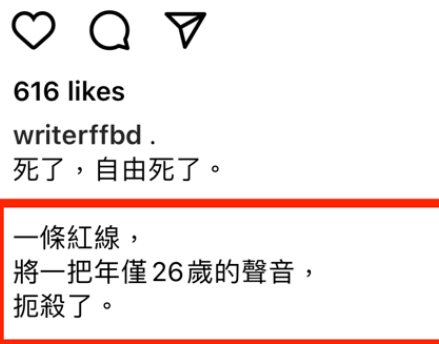 616 likes
writerffbd .
死了，自由死了。
一條紅線，
將一把年僅26歲的聲音，
扼殺了。